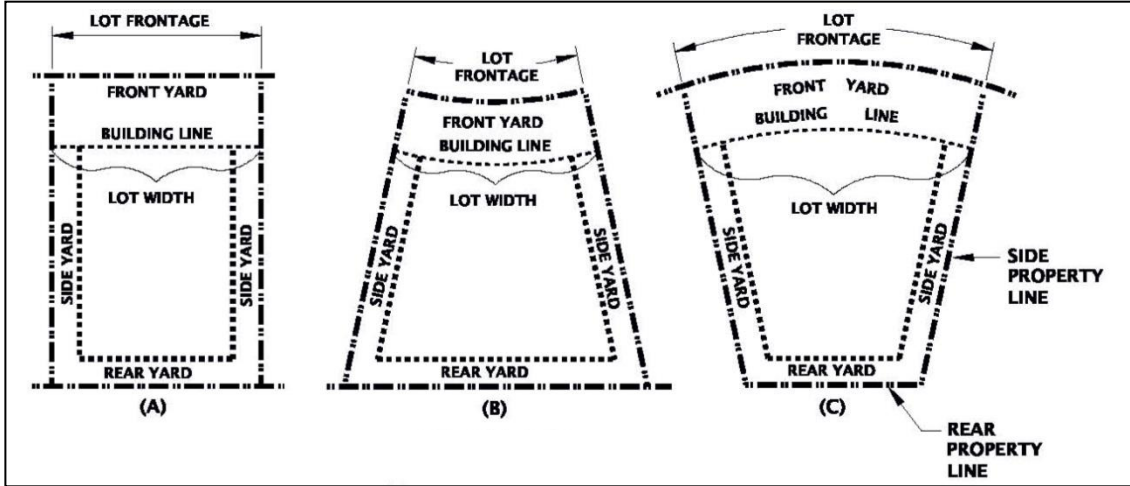 LOT FRONTAGE
FRONT YARD
BUILDING LINE
LOT WIDTH
SIDE YARD
SIDE YARD
REAR YARD
(A)
LOT
FRONTAGE
FRONT YARD
BUILDING LINE
LOT WIDTH
SIDE YARD
SIDE YARD
REAR YARD
(B)
LOT
FRONTAGE
FRONT YARD
BUILDING LINE
LOT WIDTH
SIDE YARD
SIDE YARD
REAR YARD
(C)
SIDE
PROPERTY
LINE
REAR
PROPERTY
LINE